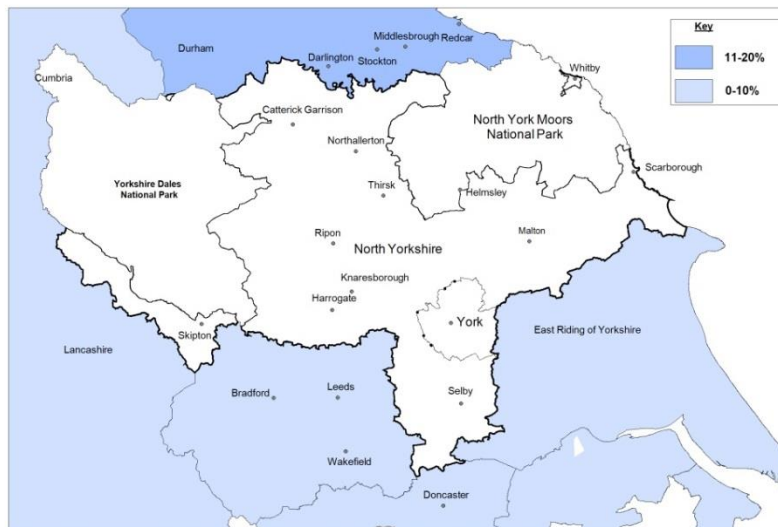 Key
11-20%
0-10%
Durham
Darlington
Middlesbrough
Stockton
Redcar
Cumbria
Whitby
Catterick Garrison
North York Moors
National Park
Northallerton
Scarborough
Yorkshire Dales
National Park
Thirsk
Helmsley
Ripon
North Yorkshire
Malton
Knaresborough
Harrogate
York
Skipton
East Riding of Yorkshire
Lancashire
Bradford
Leeds
Selby
Wakefield
Doncaster